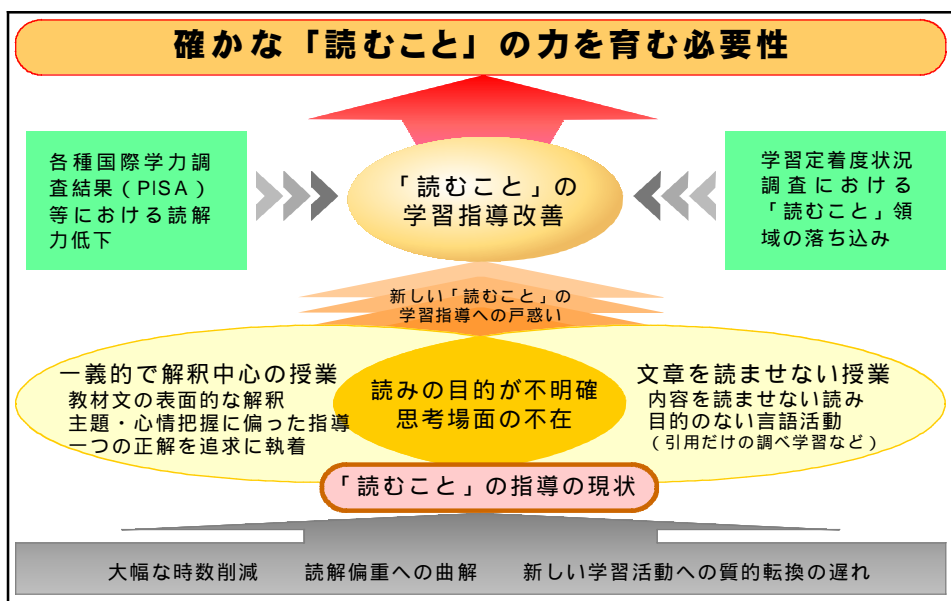 確かな「読むこと」の力を育む必要性
各種国際学力調
査結果（PISA）
等における読解
力低下
「読むこと」の
学習指導改善
学習定着度状況
調査における
「読むこと」領
域の落ち込み
新しい「読むこと」の
学習指導への戸惑い
一義的で解釈中心の授業
教材文の表面的な解釈
主題・心情把握に偏った指導
一つの正解を追求に執着
読みの目的が不明確
思考場面の不在
文章を読ませない授業
内容を読ませない読み
目的のない言語活動
（引用だけの調べ学習など）
「読むこと」の指導の現状
大幅な時数削減　読解偏重への曲解　新しい学習活動への質的転換の遅れ